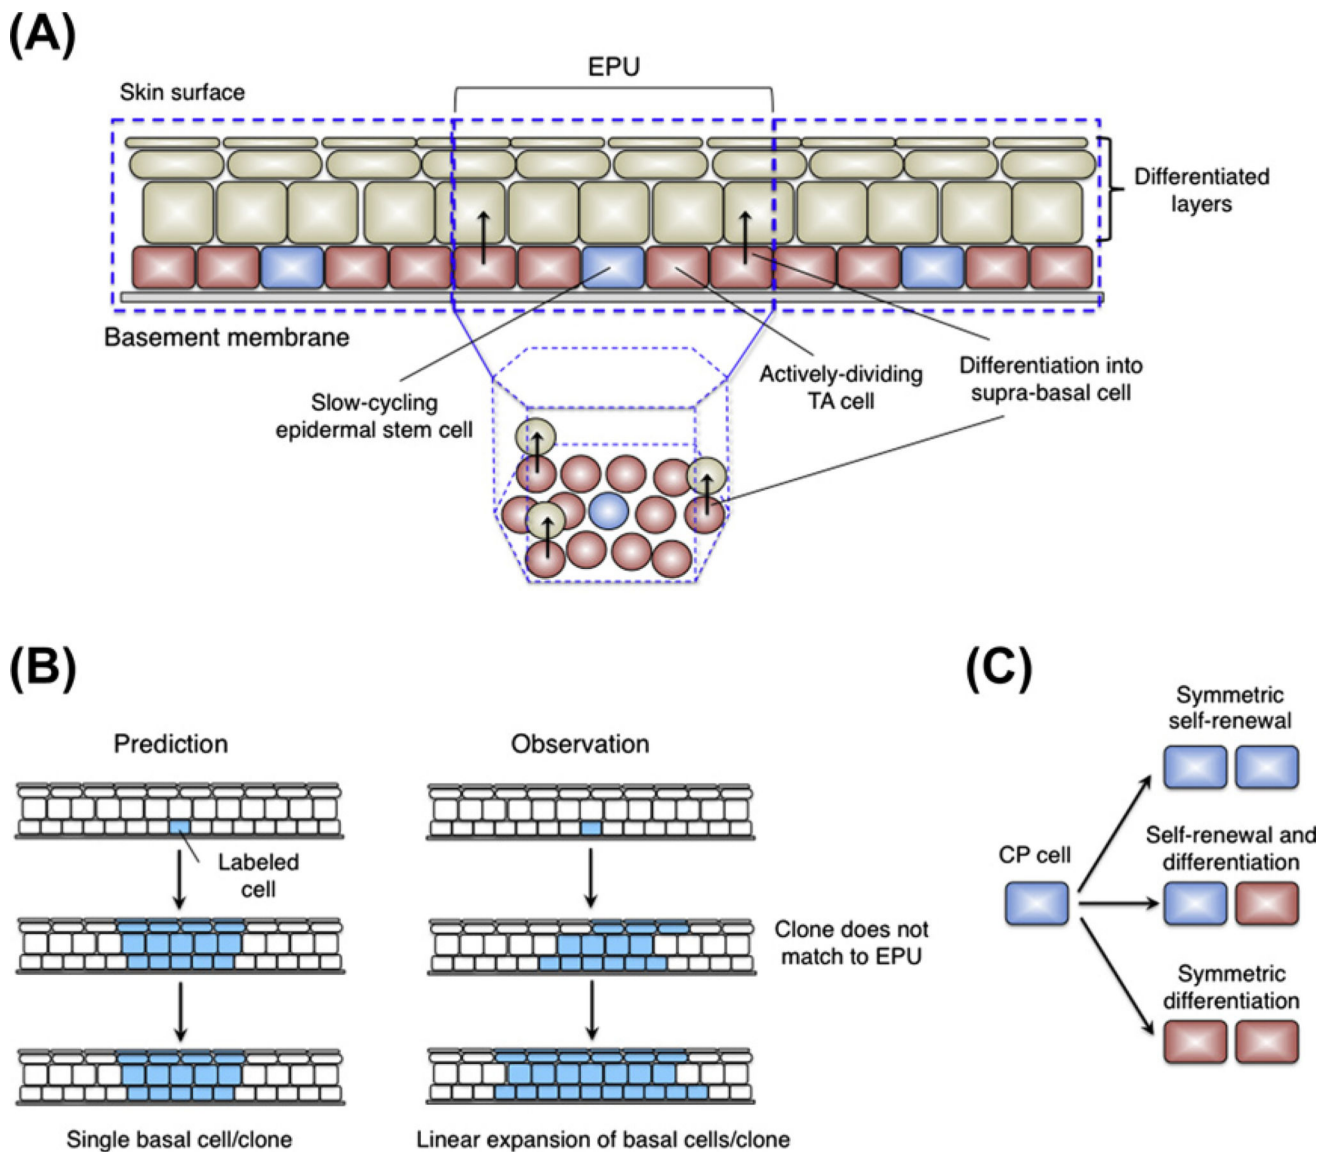 (A)
EPU
Skin surface
Differentiated
layers
Basement membrane
Slow-cycling
epidermal stem cell
Actively-dividing
TA cell
Differentiation into
supra-basal cell
(B)
Prediction
Observation
Labeled
cell
Clone does not
match to EPU
Single basal cell/clone
Linear expansion of basal cells/clone
(C)
Symmetric
self-renewal
CP cell
Self-renewal and
differentiation
Symmetric
differentiation